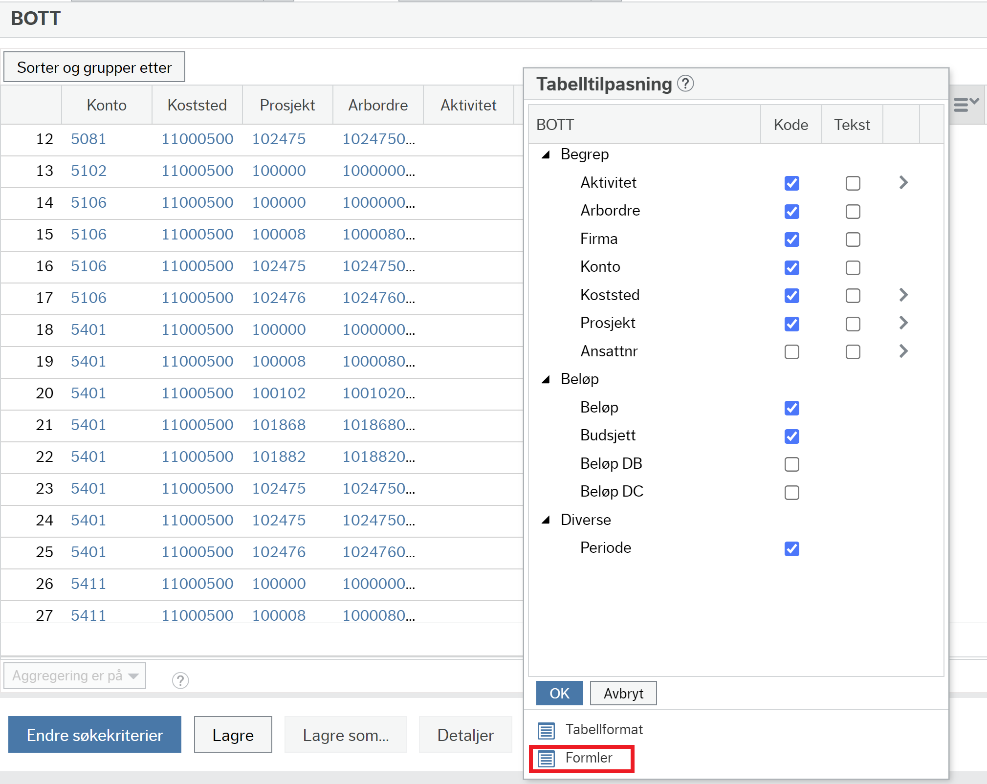 BOTT
Sorter og grupper etter
Konto Koststed Prosjekt Arbordre Aktivitet
12 5081 11000500 102475 1024750...
13 5102 11000500 100000 1000000...
14 5106 11000500 100000 1000000...
15 5106 11000500 100008 1000080...
16 5106 11000500 102475 1024750...
17 5106 11000500 102476 1024760...
18 5401 11000500 100000 1000000...
19 5401 11000500 100008 1000080...
20 5401 11000500 100102 1001020...
21 5401 11000500 101868 1018680...
22 5401 11000500 101882 1018820...
23 5401 11000500 102475 1024750...
24 5401 11000500 102475 1024750...
25 5401 11000500 102476 1024760...
26 5411 11000500 100000 1000000...
27 5411 11000500 100008 1000080...
Aggregering er på ?
Endre søkekriterier Lagre Lagre som... Detaljer
Tabelltilpasning ?
BOTT Kode Tekst
Begrep
Aktivitet
Arbordre
Firma
Konto
Koststed
Prosjekt
Ansattnr
Beløp
Beløp
Budsjett
Beløp DB
Beløp DC
Diverse
Periode
OK Avbryt
Tabellformat
Formler